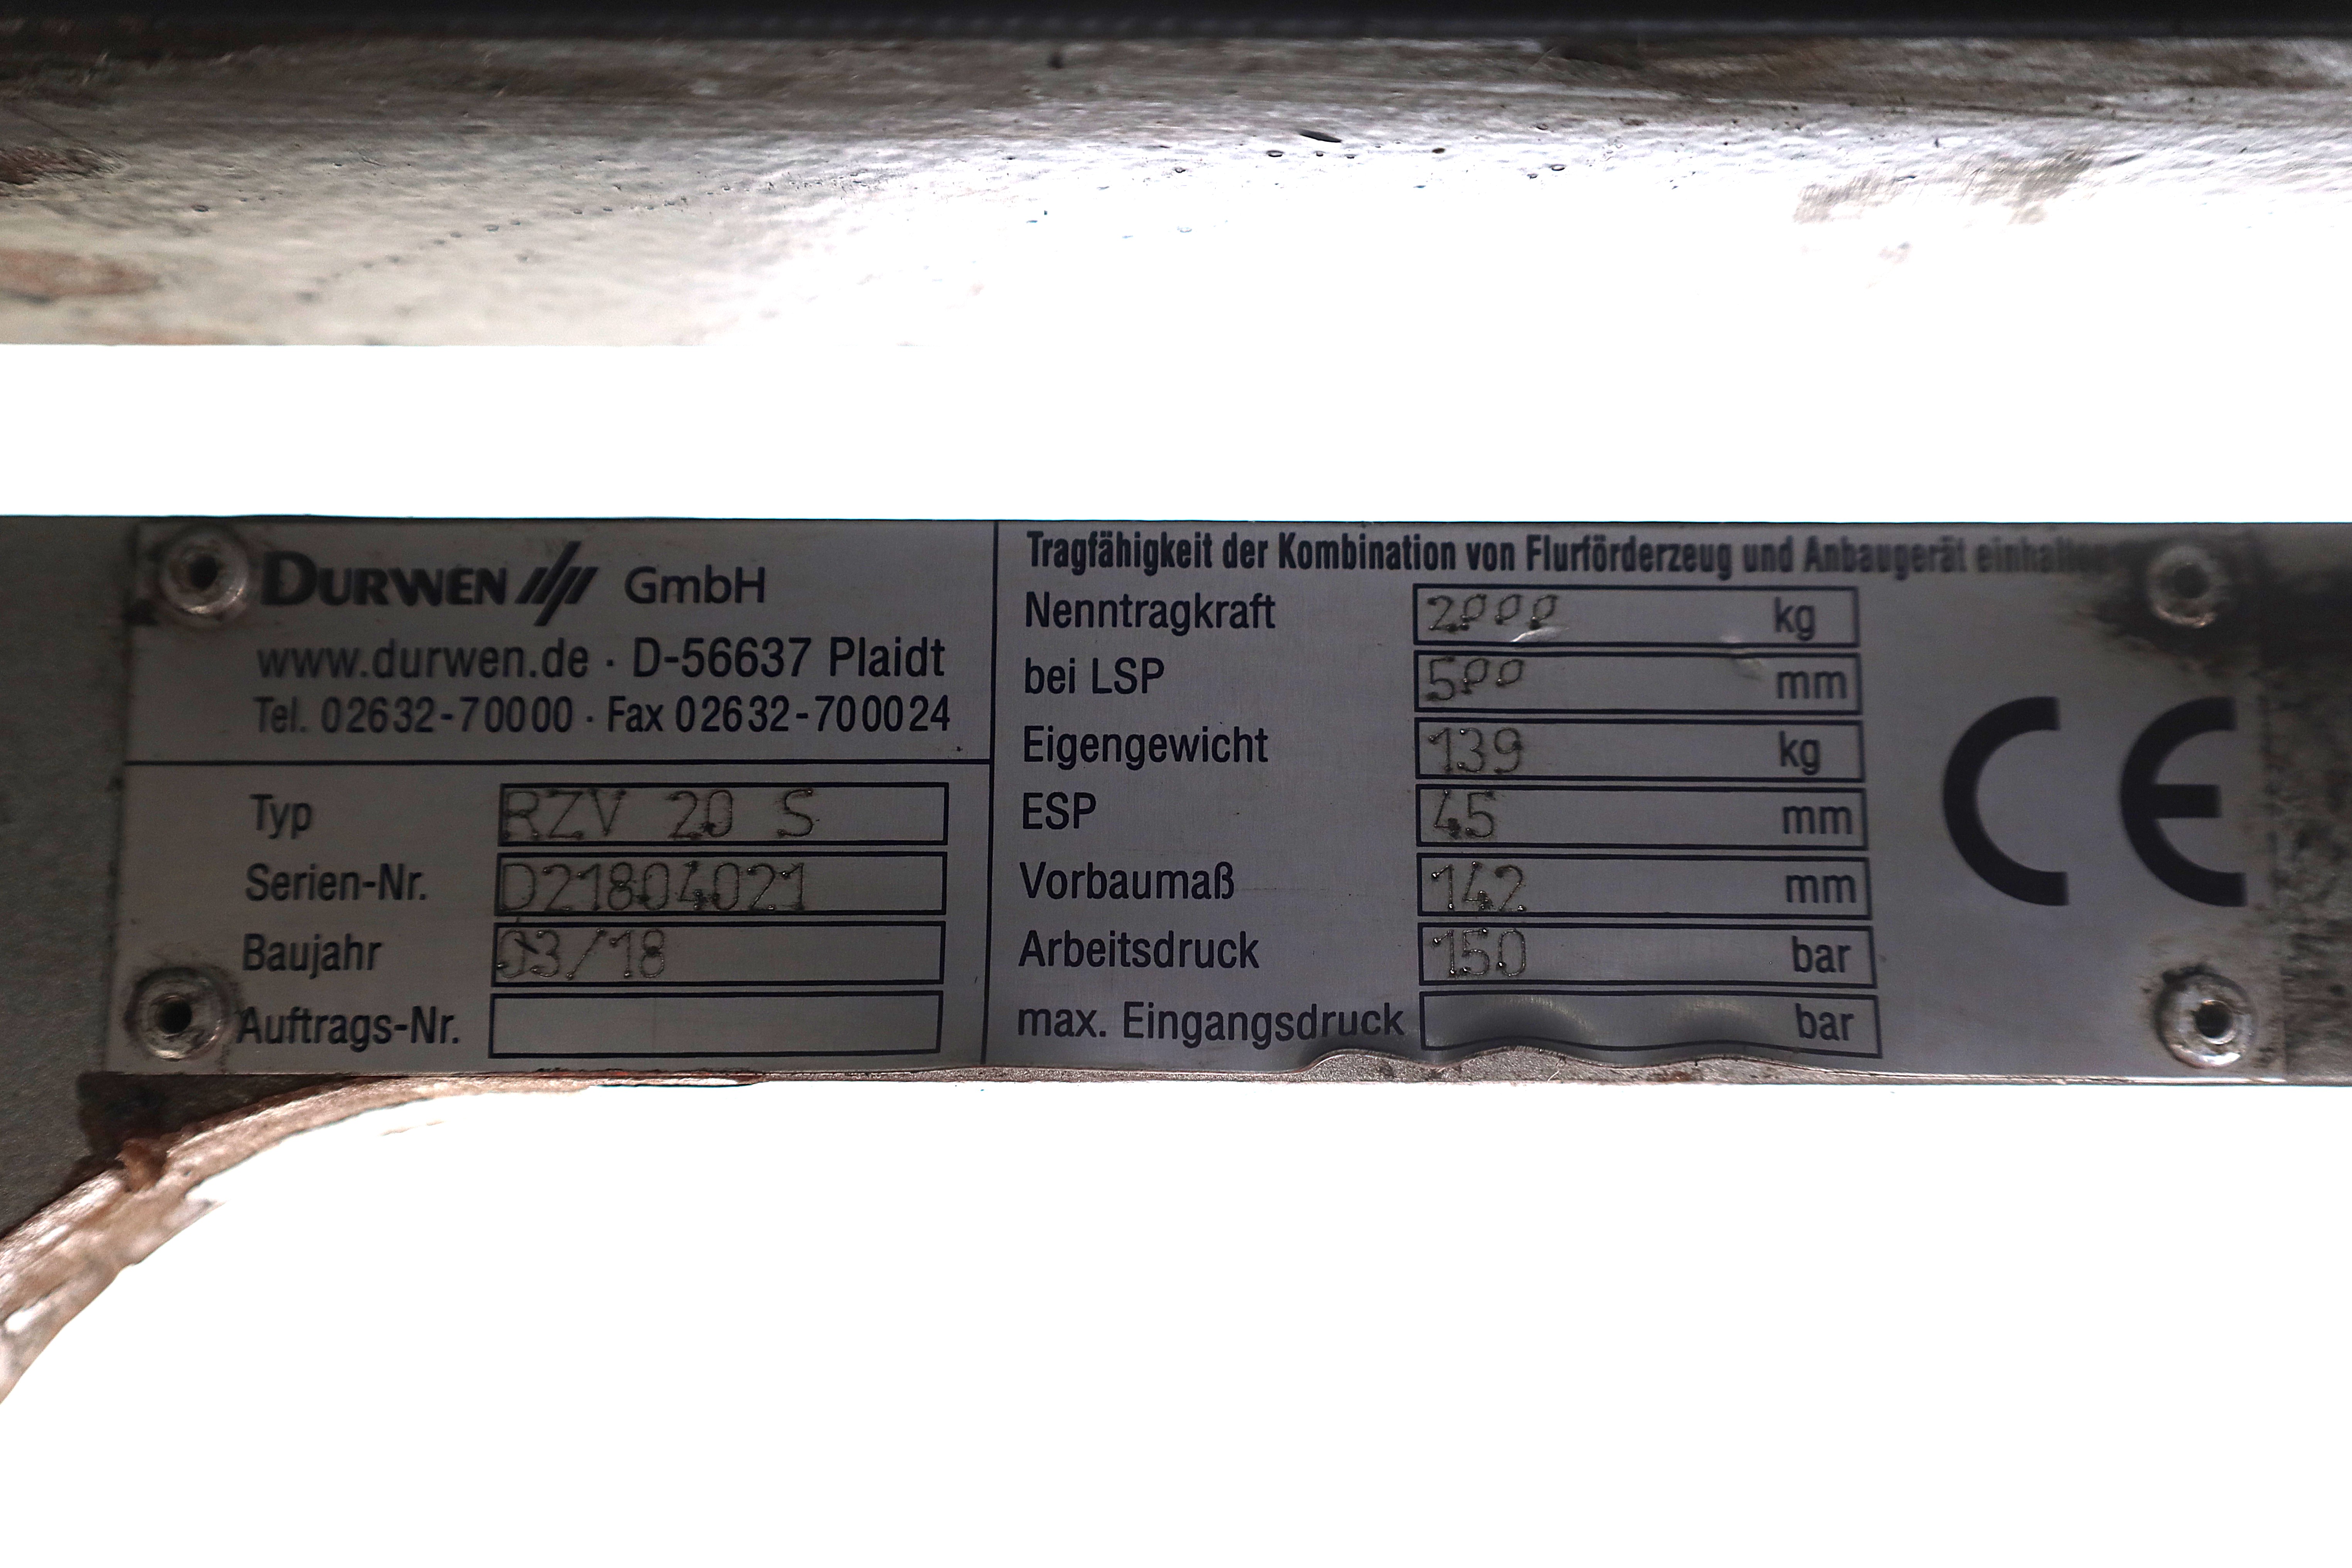 DURWEN GmbH
www.durwen.de · D-56637 Plaidt
Tel. 02632-70000 · Fax 02632-700024
Typ RZV 20 S
Serien-Nr. D21804021
Baujahr 03/18
Auftrags-Nr.
Tragfähigkeit der Kombination von Flurförderzeug und Anbaugerät einhalten
Nenntragkraft 2000 kg
bei LSP 500 mm
Eigengewicht 139 kg
ESP 45 mm
Vorbaumaß 142 mm
Arbeitsdruck 150 bar
max. Eingangsdruck bar
CE